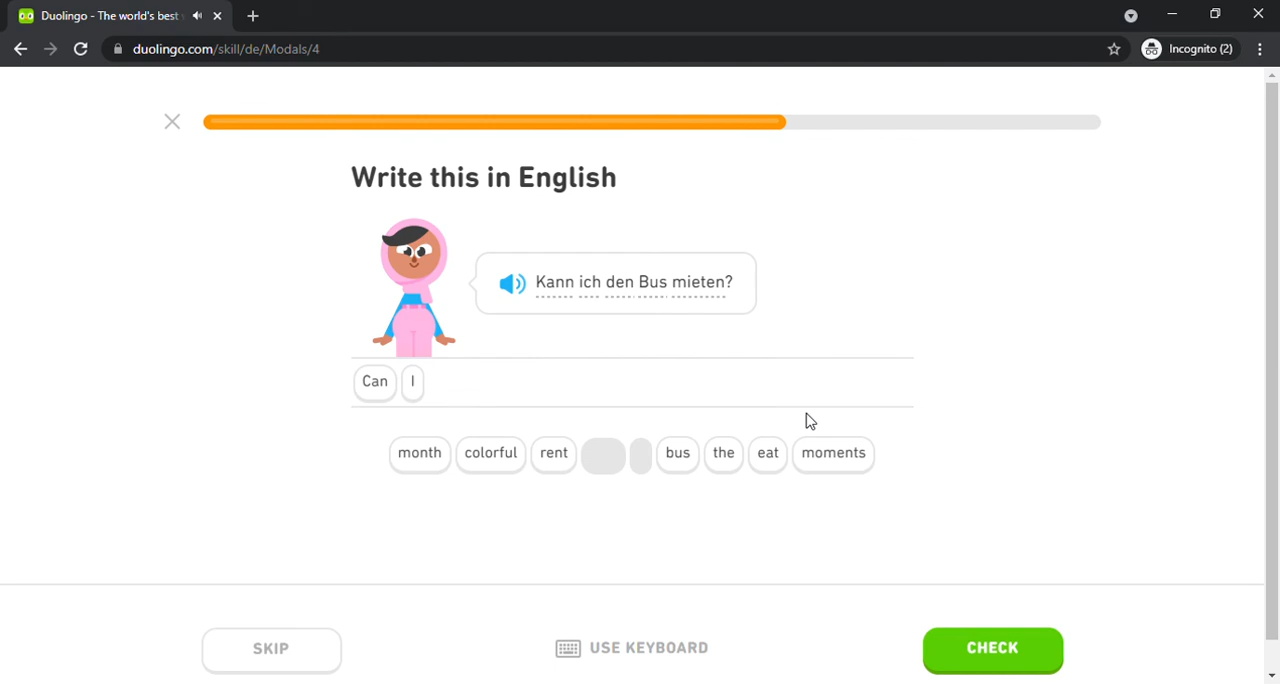 Duolingo - The world's best
duolingo.com/skill/de/Modals/4
Incognito (2)
Write this in English
Kann ich den Bus mieten?
Can I
month colorful rent bus the eat moments
SKIP
USE KEYBOARD
CHECK